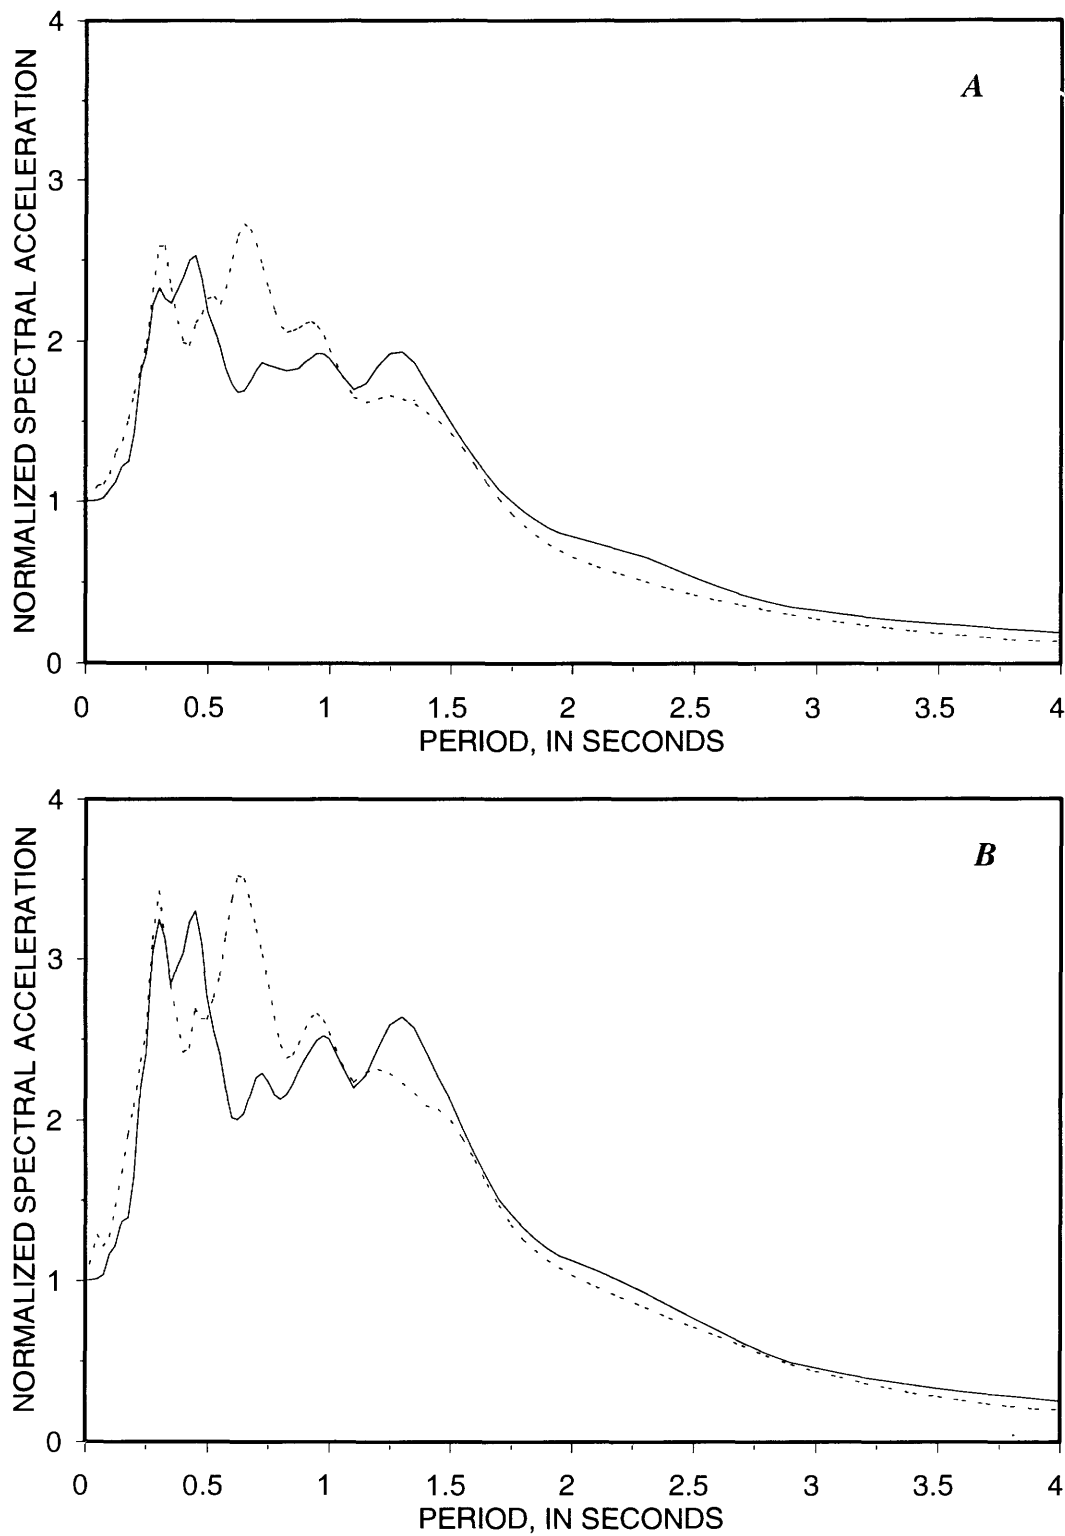 4
3
2
1
0
NORMALIZED SPECTRAL ACCELERATION
A
0 0.5 1 1.5 2 2.5 3 3.5 4
PERIOD, IN SECONDS
4
3
2
1
0
NORMALIZED SPECTRAL ACCELERATION
B
0 0.5 1 1.5 2 2.5 3 3.5 4
PERIOD, IN SECONDS